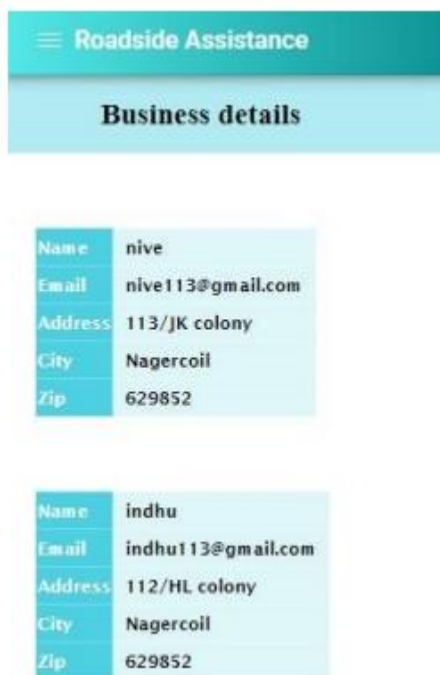 Roadside Assistance
Business details
Name nive
Email nive113@gmail.com
Address 113/JK colony
City Nagercoil
Zip 629852
Name indhu
Email indhu113@gmail.com
Address 112/HL colony
City Nagercoil
Zip 629852